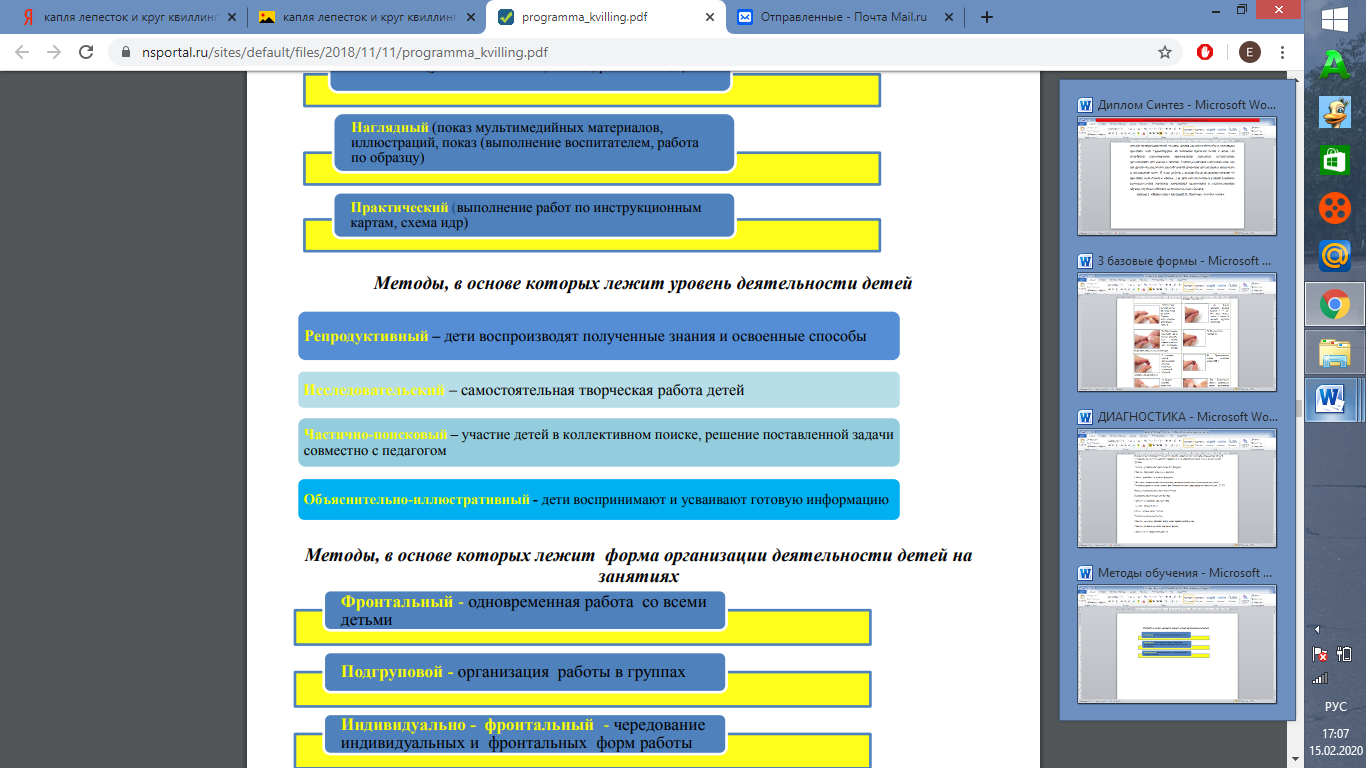 капля лепесток и круг квиллинг
капля лепесток и круг квиллинг
programma_kvilling.pdf
Отправленные - Почта Mail.ru
nsportal.ru/sites/default/files/2018/11/11/programma_kvilling.pdf
E
Наглядный (показ мультимедийных материалов,
иллюстраций, показ (выполнение воспитателем, работа
по образцу)
Практический (выполнение работ по инструкционным
картам, схема идр)
Методы, в основе которых лежит уровень деятельности детей
Репродуктивный – дети воспроизводят полученные знания и освоенные способы
Исследовательский – самостоятельная творческая работа детей
Частично-поисковый – участие детей в коллективном поиске, решение поставленной задачи
совместно с педагогом
Объяснительно-иллюстративный - дети воспринимают и усваивают готовую информацию
Методы, в основе которых лежит форма организации деятельности детей на
занятиях
Фронтальный - одновременная работа со всеми
детьми
Подгруповой - организация работы в группах
Индивидуально - фронтальный - чередование
индивидуальных и фронтальных форм работы
Диплом Синтез - Microsoft Wo...
3 базовые формы - Microsoft ...
ДИАГНОСТИКА - Microsoft Wo...
Методы обучения - Microsoft ...
РУС
17:07
15.02.2020